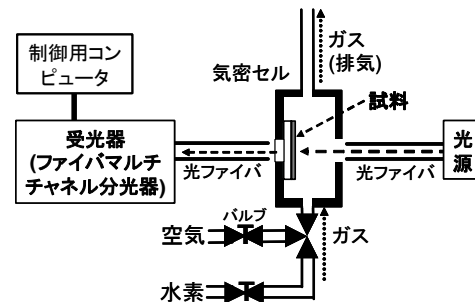 制御用コン
ピュータ
ガス
(排気)
気密セル
試料
受光器
(ファイバマルチ
チャネル分光器)
光ファイバ
光ファイバ
光
源
バルブ
空気
ガス
水素